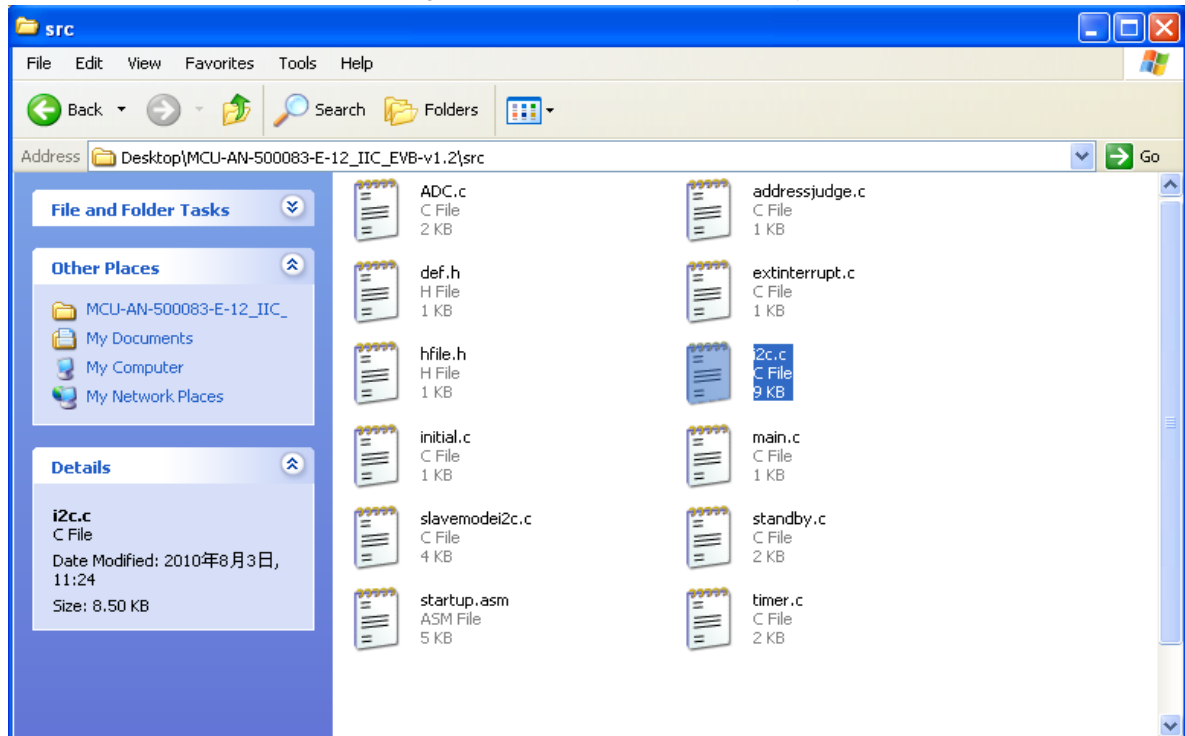 src
File Edit View Favorites Tools Help
Back Search Folders
Address Desktop\MCU-AN-500083-E-12_IIC_EVB-v1.2\src Go
File and Folder Tasks
Other Places
MCU-AN-500083-E-12_IIC_
My Documents
My Computer
My Network Places
Details
i2c.c
C File
Date Modified: 2010年8月3日,
11:24
Size: 8.50 KB
ADC.c
C File
2 KB
addressjudge.c
C File
1 KB
def.h
H File
1 KB
extinterrupt.c
C File
1 KB
hfile.h
H File
1 KB
i2c.c
C File
9 KB
initial.c
C File
1 KB
main.c
C File
1 KB
slavemodei2c.c
C File
4 KB
standby.c
C File
2 KB
startup.asm
ASM File
5 KB
timer.c
C File
2 KB